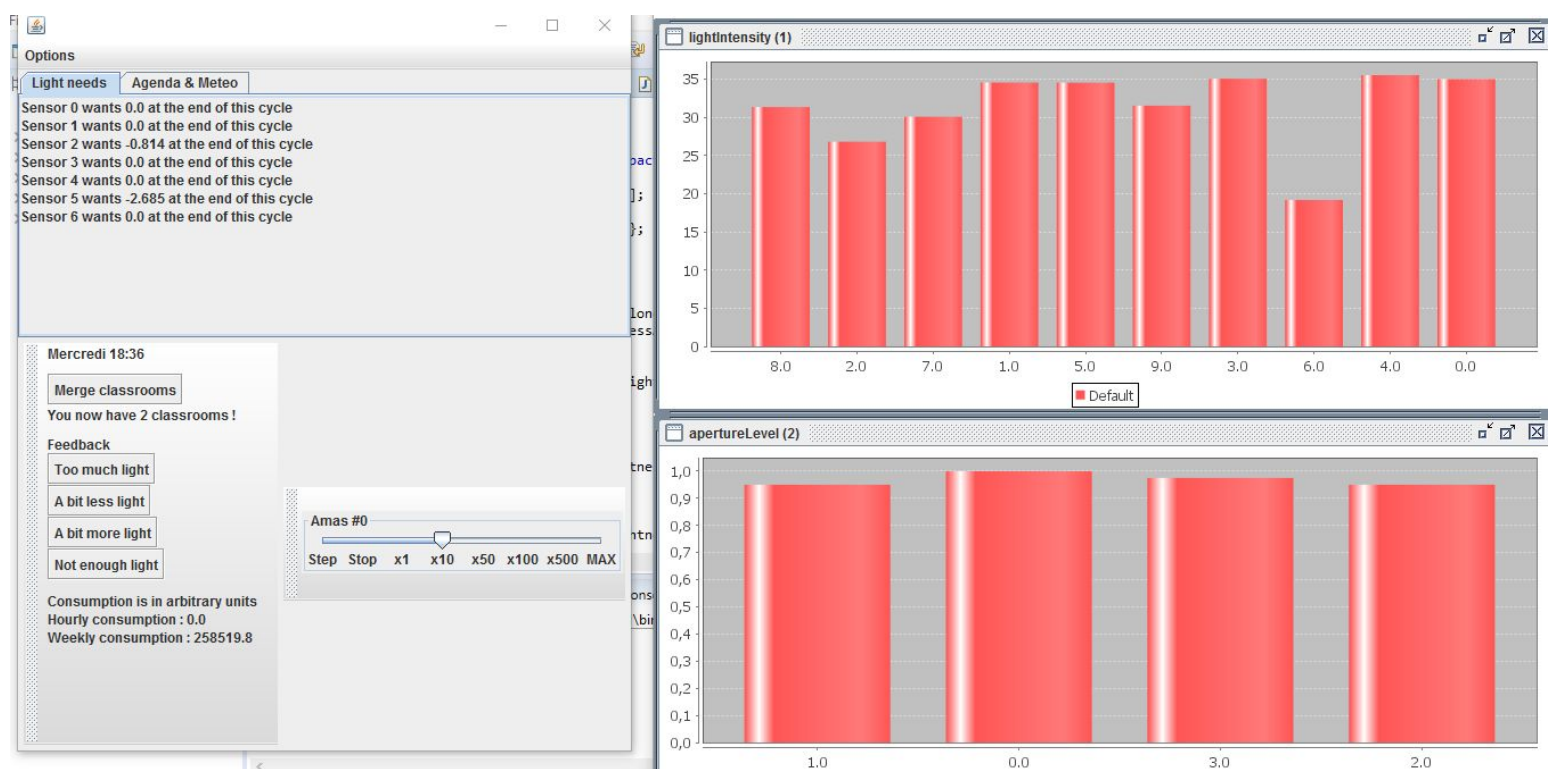 Options
Light needs Agenda & Meteo
Sensor 0 wants 0.0 at the end of this cycle
Sensor 1 wants 0.0 at the end of this cycle
Sensor 2 wants -0.814 at the end of this cycle
Sensor 3 wants 0.0 at the end of this cycle
Sensor 4 wants 0.0 at the end of this cycle
Sensor 5 wants -2.685 at the end of this cycle
Sensor 6 wants 0.0 at the end of this cycle
Mercredi 18:36
Merge classrooms
You now have 2 classrooms !
Feedback
Too much light
A bit less light
A bit more light
Not enough light
Consumption is in arbitrary units
Hourly consumption : 0.0
Weekly consumption : 258519.8
Amas #0
Step Stop x1 x10 x50 x100 x500 MAX
lightIntensity (1)
35
30
25
20
15
10
5
0
8.0 2.0 7.0 1.0 5.0 9.0 3.0 6.0 4.0 0.0
Default
apertureLevel (2)
1,0
0,9
0,8
0,7
0,6
0,5
0,4
0,3
0,2
0,1
0,0
1.0 0.0 3.0 2.0